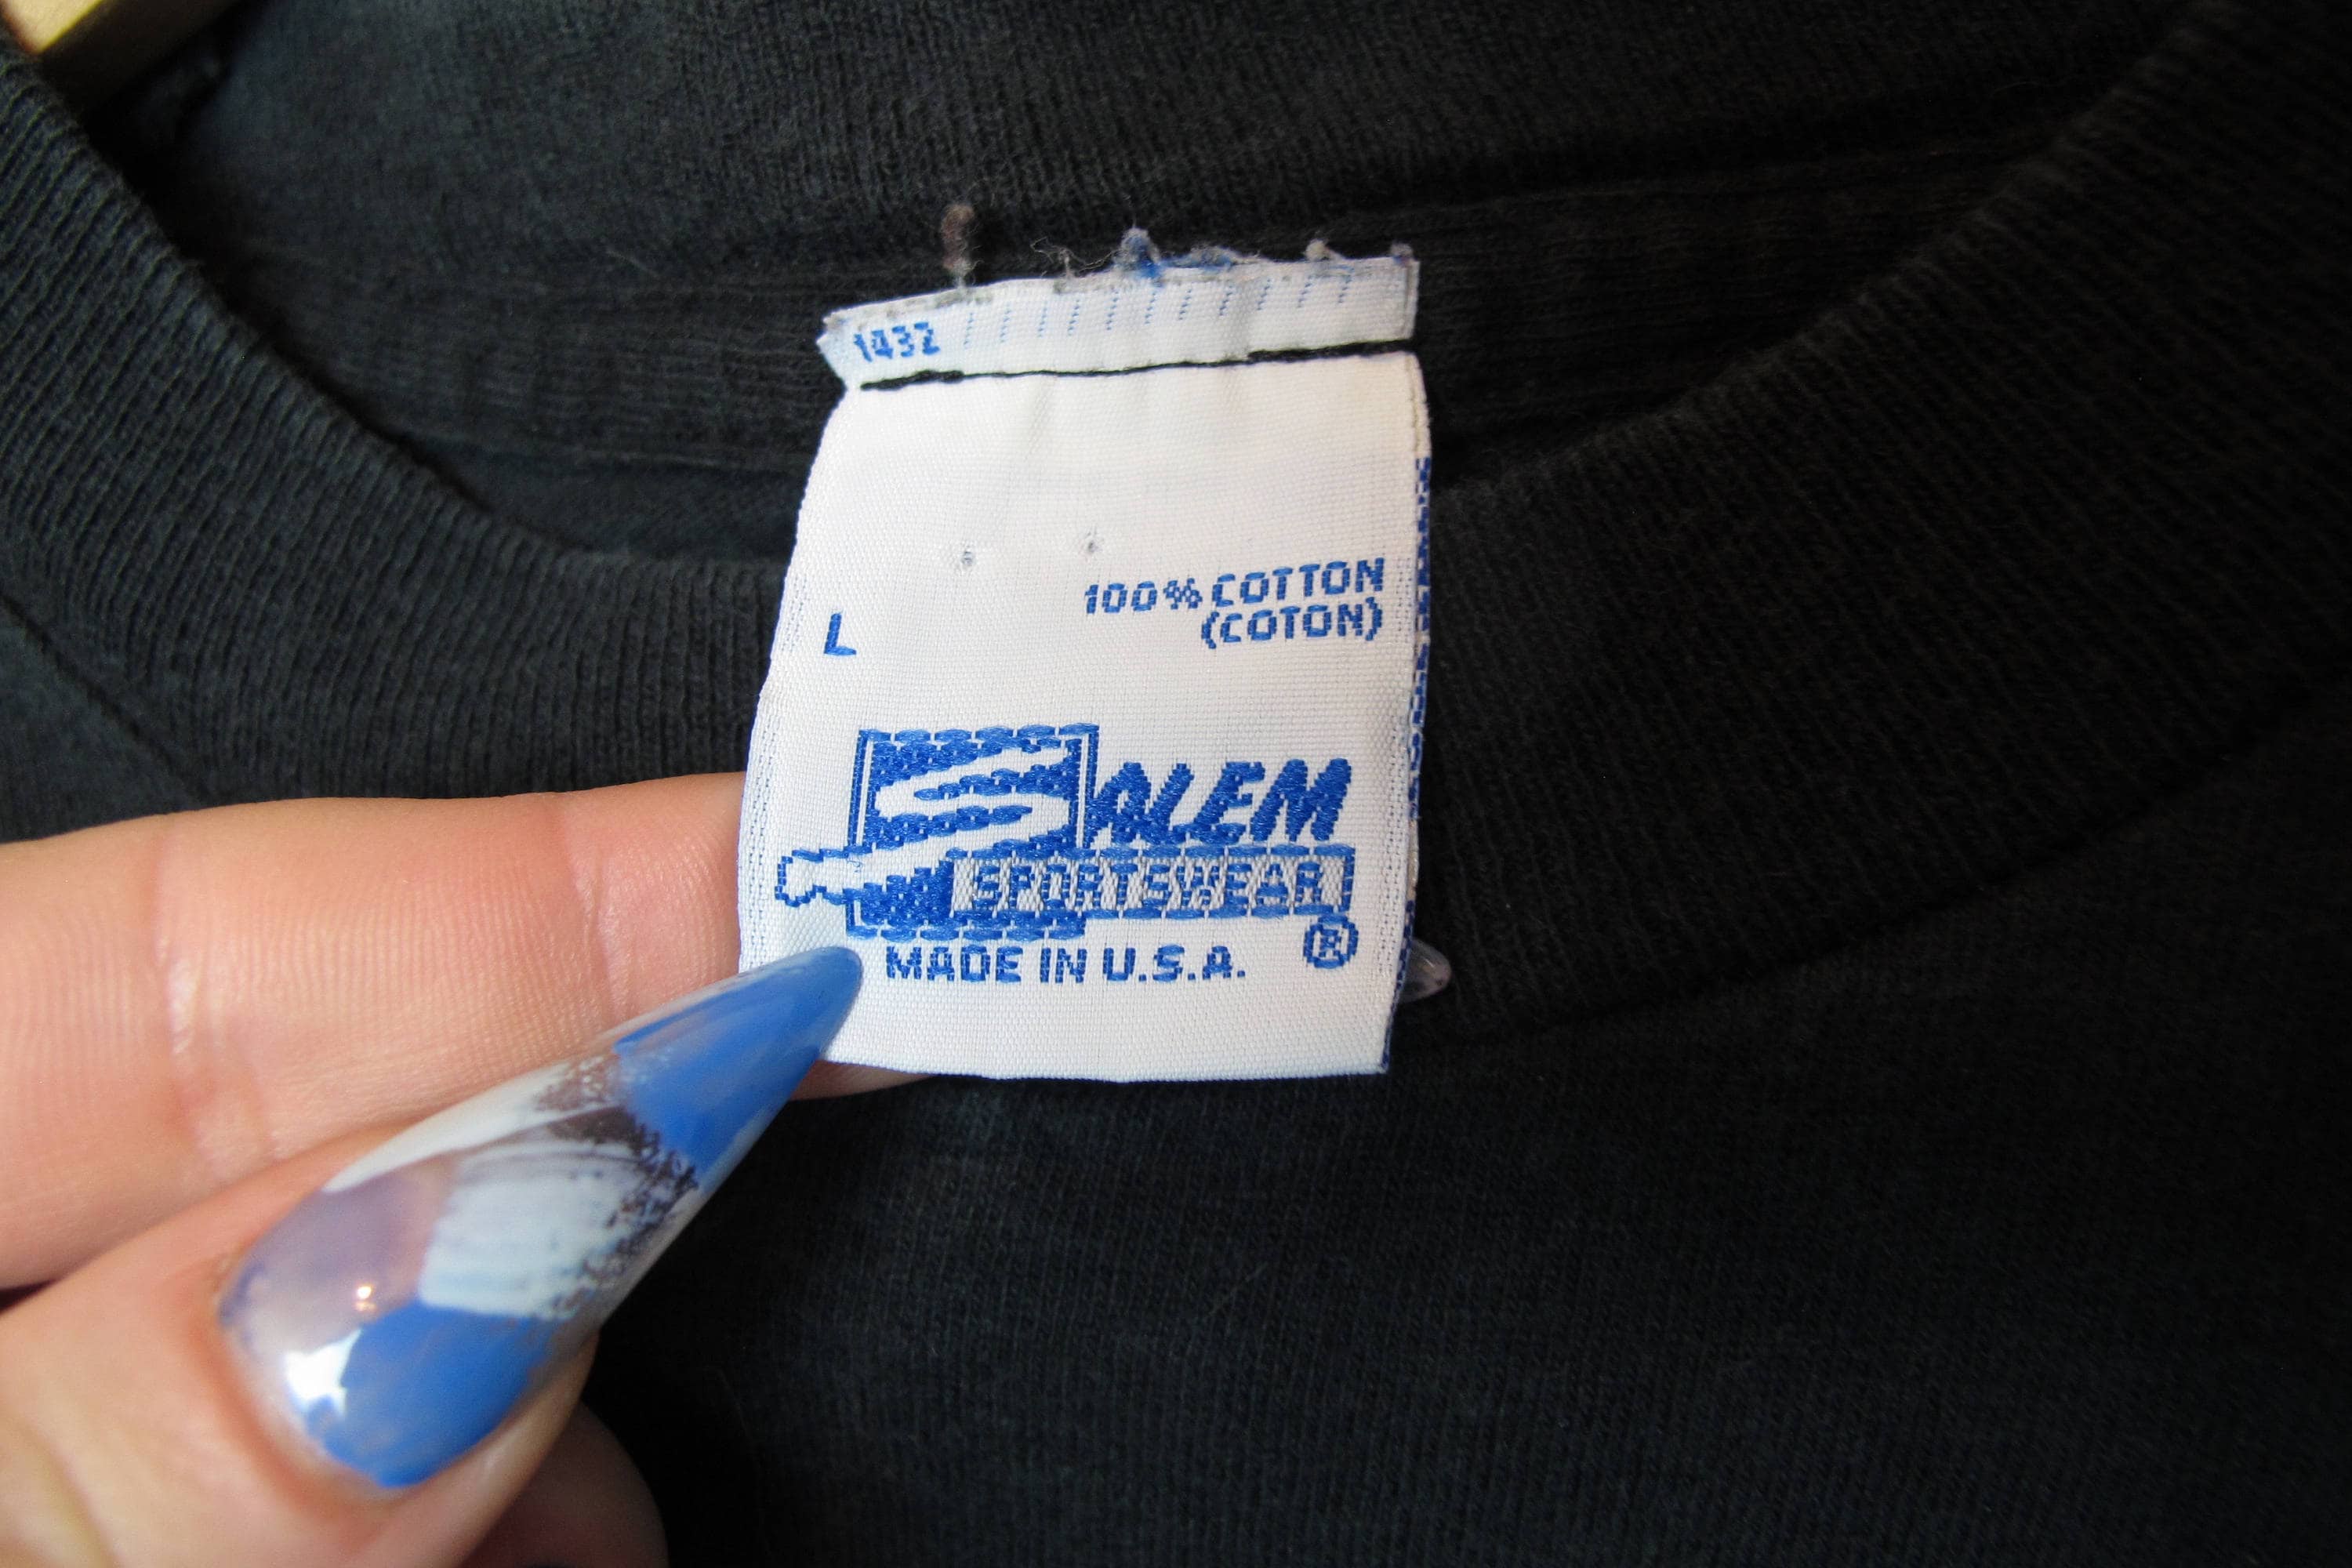 1432
100% COTTON
(COTON)
L
SALEM
SPORTSWEAR
®
MADE IN U.S.A.